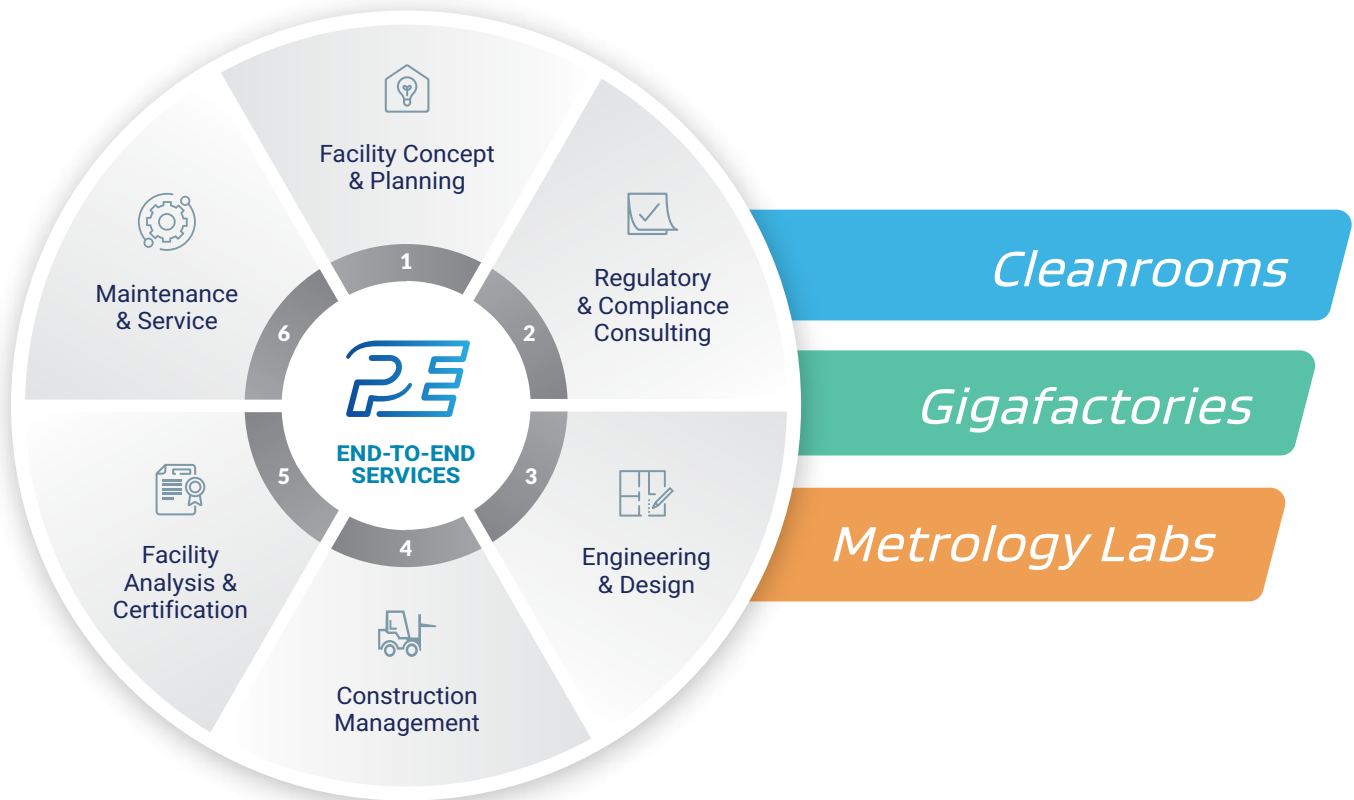 1
Facility Concept
& Planning
2
Regulatory
& Compliance
Consulting
3
Engineering
& Design
4
Construction
Management
5
Facility
Analysis &
Certification
6
Maintenance
& Service
PE
END-TO-END
SERVICES
Cleanrooms
Gigafactories
Metrology Labs